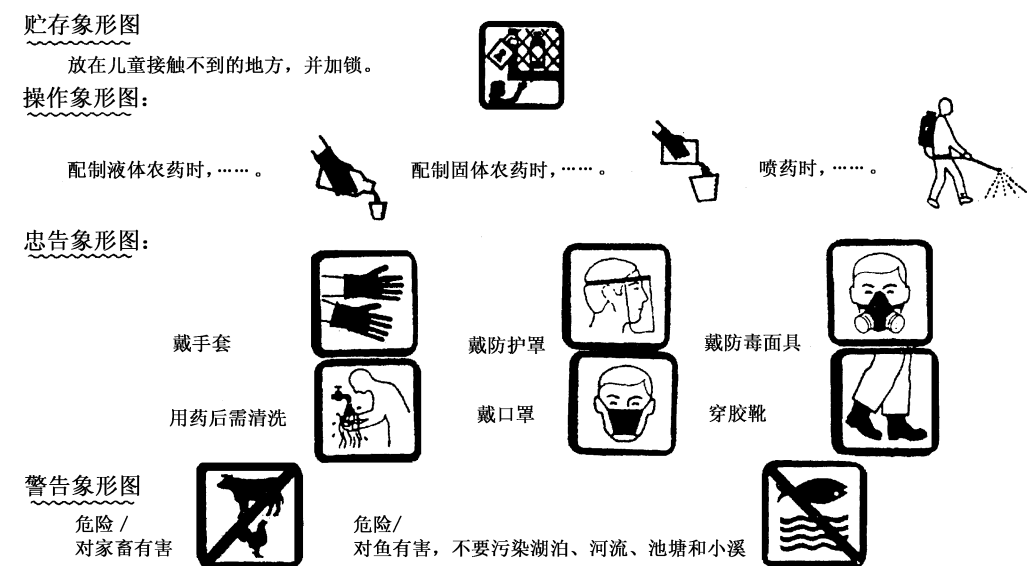 贮存象形图
放在儿童接触不到的地方，并加锁。
操作象形图：
配制液体农药时，……。 配制固体农药时，……。 喷药时，……。
忠告象形图：
戴手套 戴防护罩 戴防毒面具
用药后需清洗 戴口罩 穿胶靴
警告象形图
危险/ 危险/
对家畜有害 对鱼有害，不要污染湖泊、河流、池塘和小溪